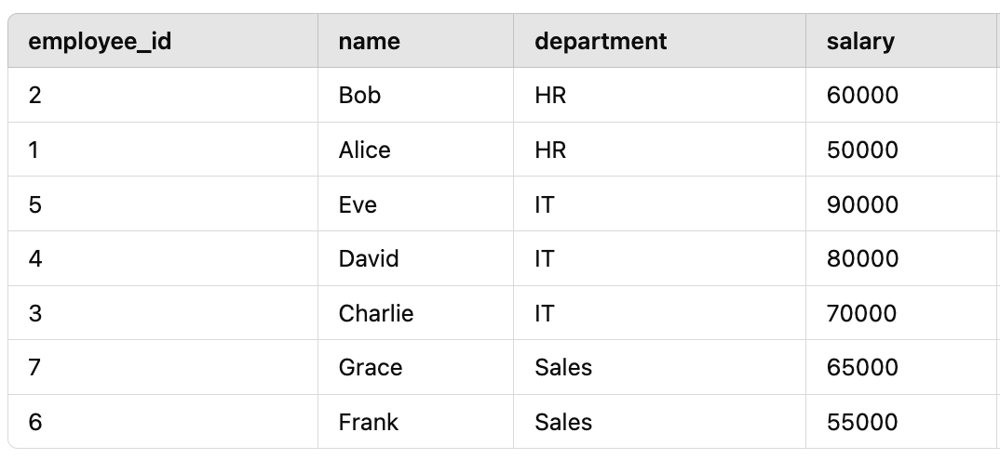 employee_id name department salary
2 Bob HR 60000
1 Alice HR 50000
5 Eve IT 90000
4 David IT 80000
3 Charlie IT 70000
7 Grace Sales 65000
6 Frank Sales 55000